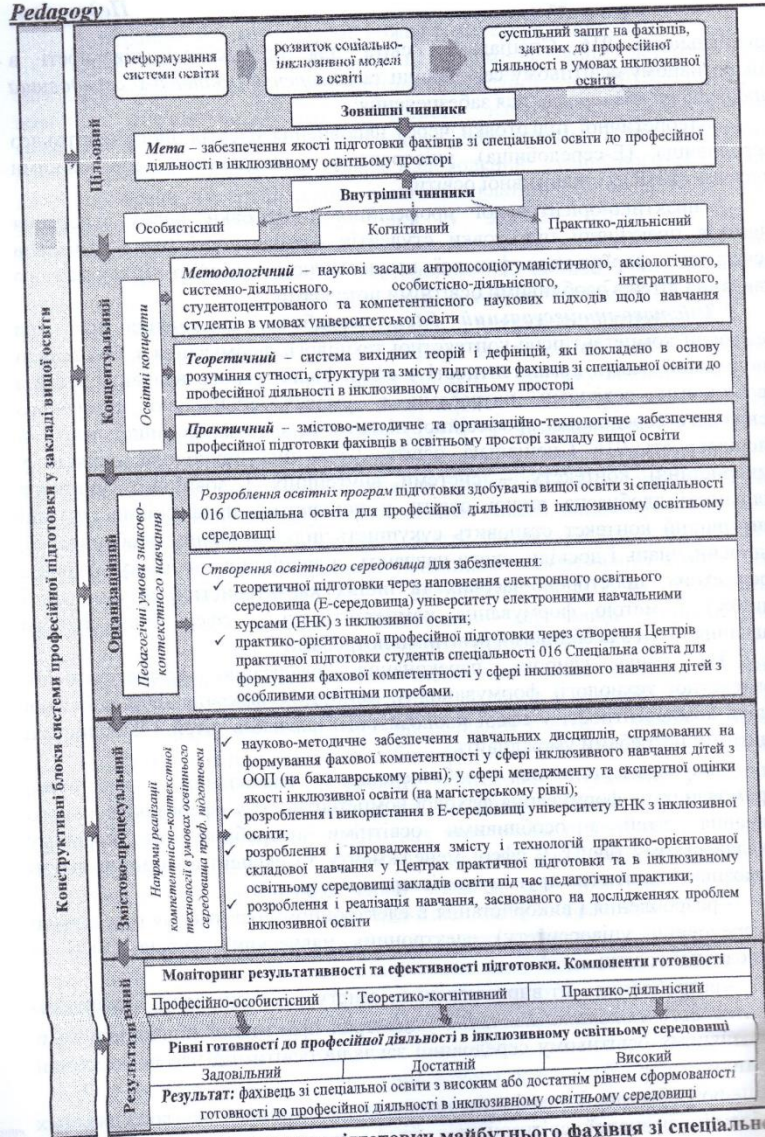 Pedagogy
реформування
системи освіти
розвиток соціально-
інклюзивної моделі
в освіті
суспільний запит на фахівців,
здатних до професійної
діяльності в умовах інклюзивної
освіти
Зовнішні чинники
Мета – забезпечення якості підготовки фахівців зі спеціальної освіти до професійної
діяльності в інклюзивному освітньому просторі
Внутрішні чинники
Особистісний
Когнітивний
Практико-діяльнісний
Цільовий
Конструктивні блоки системи професійної підготовки у закладі вищої освіти
Концептуальний
Освітні концепти
Методологічний – наукові засади антропосоціогуманістичного, аксіологічного,
системно-діяльнісного, особистісно-діяльнісного, інтегративного,
студентоцентрованого та компетентісного наукових підходів щодо навчання
студентів в умовах університетської освіти
Теоретичний – система вихідних теорій і дефініцій, які покладено в основу
розуміння сутності, структури та змісту підготовки фахівців зі спеціальної освіти до
професійної діяльності в інклюзивному освітньому просторі
Практичний – змістово-методичне та організаційно-технологічне забезпечення
професійної підготовки фахівців в освітньому просторі закладу вищої освіти
Організаційний
Педагогічні умови знаково-
контекстного навчання
Розроблення освітніх програм підготовки здобувачів вищої освіти зі спеціальності
016 Спеціальна освіта для професійної діяльності в інклюзивному освітньому
середовищі
Створення освітнього середовища для забезпечення:
✓ теоретичної підготовки через наповнення електронного освітнього
середовища (Е-середовища) університету електронними навчальними
курсами (ЕНК) з інклюзивної освіти;
✓ практико-орієнтованої професійної підготовки через створення Центрів
практичної підготовки студентів спеціальності 016 Спеціальна освіта для
формування фахової компетентності у сфері інклюзивного навчання дітей з
особливими освітніми потребами.
Змістово-процесуальний
Напрями реалізації
компетентнісно-контекстної
технології в умовах освітнього
середовища проф. підготовки
✓ науково-методичне забезпечення навчальних дисциплін, спрямованих на
формування фахової компетентності у сфері інклюзивного навчання дітей з
ООП (на бакалаврському рівні); у сфері менеджменту та експертної оцінки
якості інклюзивної освіти (на магістерському рівні);
✓ розроблення і використання в Е-середовищі університету ЕНК з інклюзивної
освіти;
✓ розроблення і впровадження змісту і технологій практико-орієнтованої
складової навчання у Центрах практичної підготовки та в інклюзивному
освітньому середовищі закладів освіти під час педагогічної практики;
✓ розроблення і реалізація навчання, заснованого на дослідженнях проблем
інклюзивної освіти
Результативний
Моніторинг результативності та ефективності підготовки. Компоненти готовності
Професійно-особистісний
Теоретико-когнітивний
Практико-діяльнісний
Рівні готовності до професійної діяльності в інклюзивному освітньому середовищі
Задовільний
Достатній
Високий
Результат: фахівець зі спеціальної освіти з високим або достатнім рівнем сформованості
готовності до професійної діяльності в інклюзивному освітньому середовищі
майбутнього фахівця зі